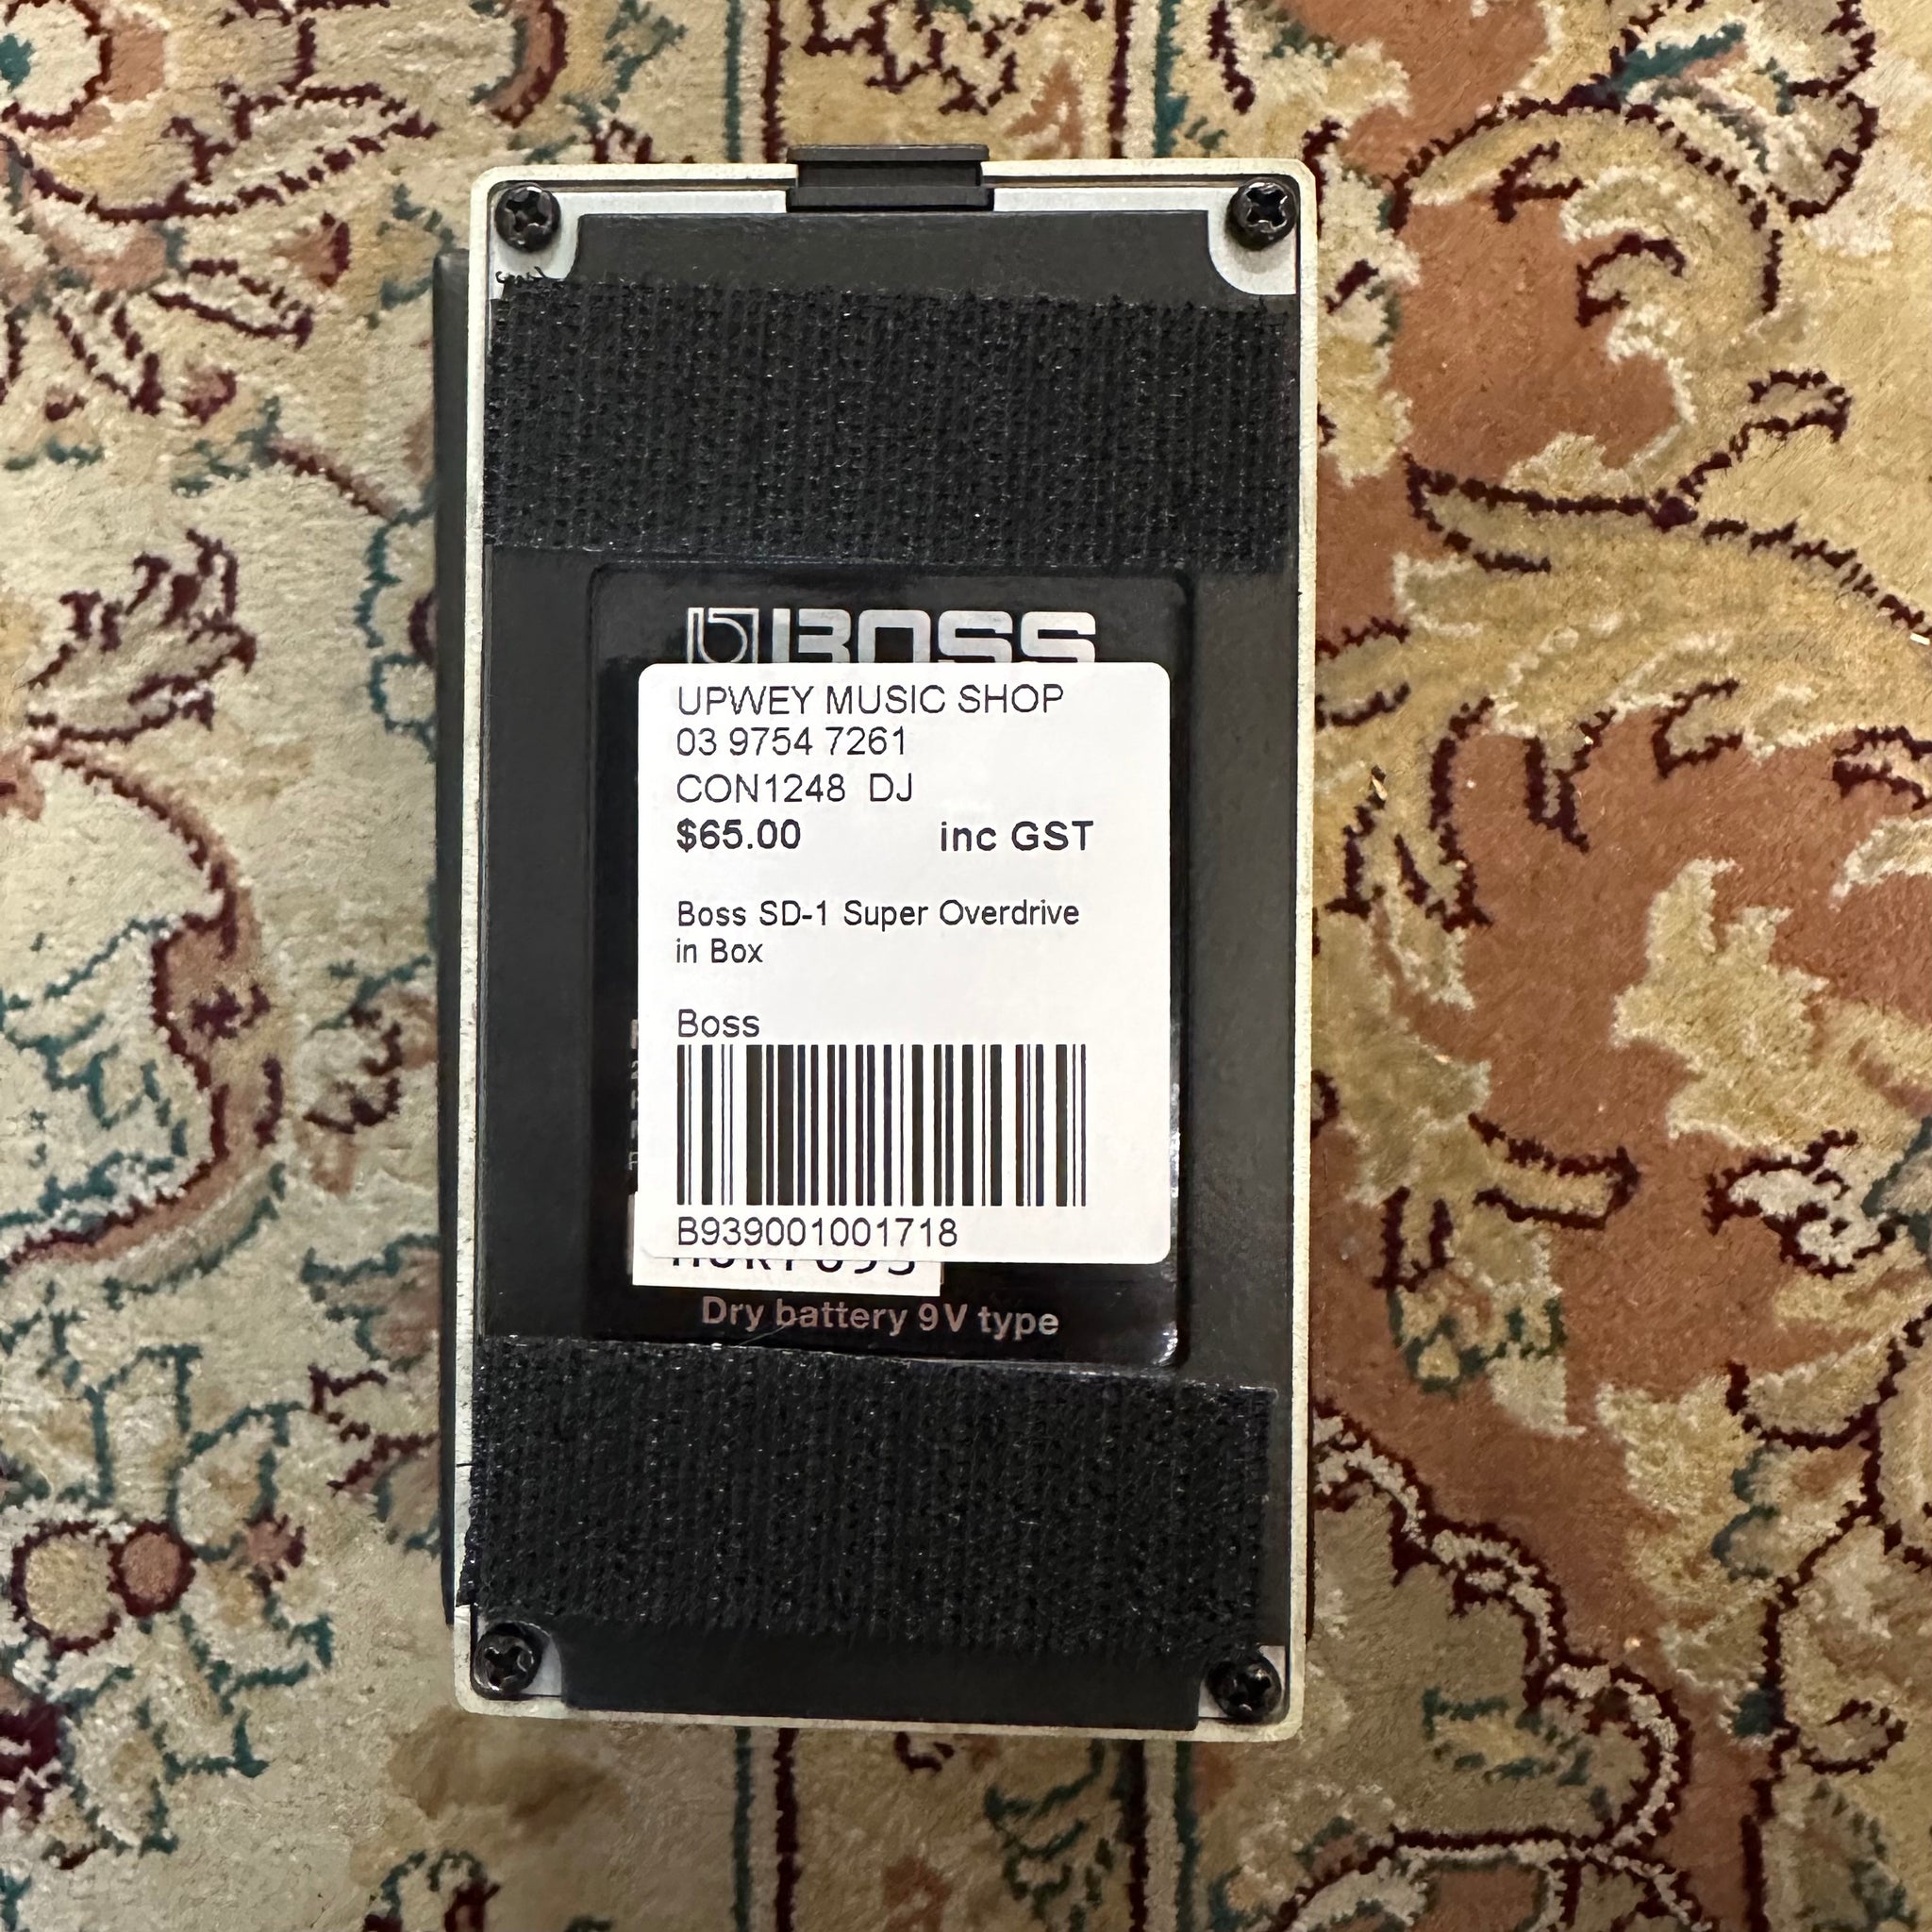 BOSS
UPWEY MUSIC SHOP
03 9754 7261
CON1248 DJ
$65.00 inc GST
Boss SD-1 Super Overdrive
in Box
Boss
B939001001718
Dry battery 9V type